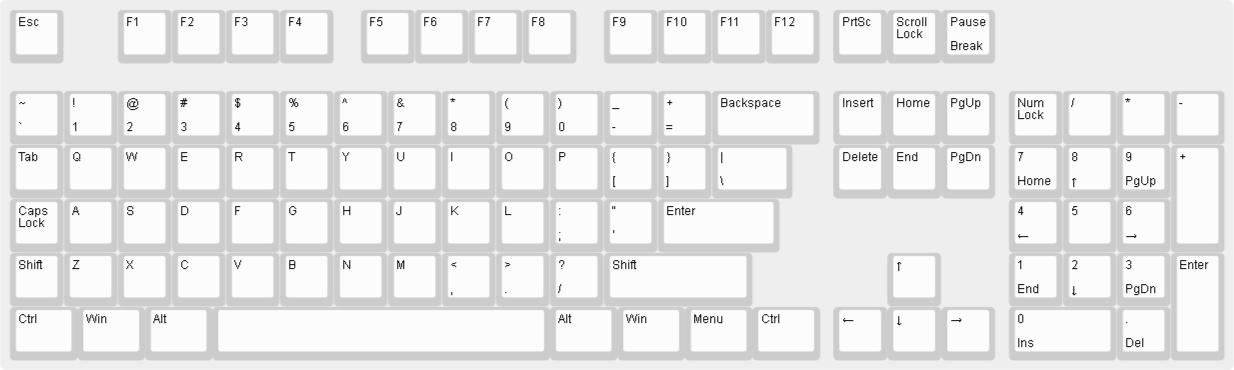 Esc F1 F2 F3 F4 F5 F6 F7 F8 F9 F10 F11 F12 PrtSc Scroll Pause
Lock
Break
~ ! @ # $ % ^ & * ( ) _ + Backspace Insert Home PgUp Num / * -
Lock
` 1 2 3 4 5 6 7 8 9 0 - =
Tab Q W E R T Y U I O P { } | Delete End PgDn 7 8 9 +
[ ] \ Home ↑ PgUp
Caps A S D F G H J K L : " Enter 4 5 6
Lock
; ' ← →
Shift Z X C V B N M < > ? Shift ↑ 1 2 3 Enter
, . / End ↓ PgDn
Ctrl Win Alt Alt Win Menu Ctrl ← ↓ → 0 .
Ins Del